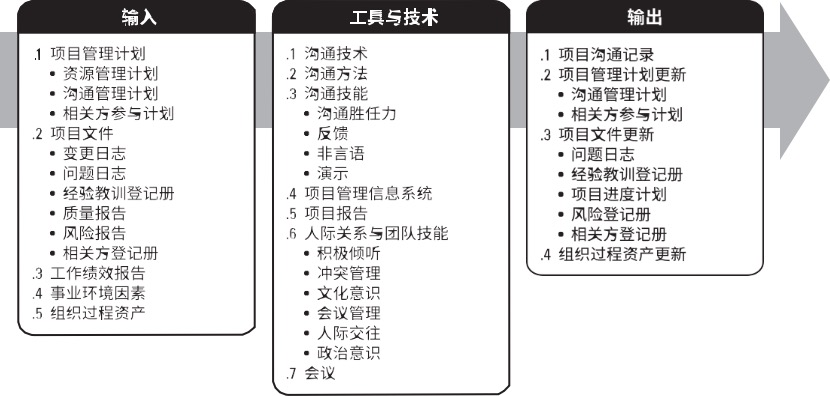 输入
.1 项目管理计划
• 资源管理计划
• 沟通管理计划
• 相关方参与计划
.2 项目文件
• 变更日志
• 问题日志
• 经验教训登记册
• 质量报告
• 风险报告
• 相关方登记册
.3 工作绩效报告
.4 事业环境因素
.5 组织过程资产
工具与技术
.1 沟通技术
.2 沟通方法
.3 沟通技能
• 沟通胜任力
• 反馈
• 非言语
• 演示
.4 项目管理信息系统
.5 项目报告
.6 人际关系与团队技能
• 积极倾听
• 冲突管理
• 文化意识
• 会议管理
• 人际交往
• 政治意识
.7 会议
输出
.1 项目沟通记录
.2 项目管理计划更新
• 沟通管理计划
• 相关方参与计划
.3 项目文件更新
• 问题日志
• 经验教训登记册
• 项目进度计划
• 风险登记册
• 相关方登记册
.4 组织过程资产更新